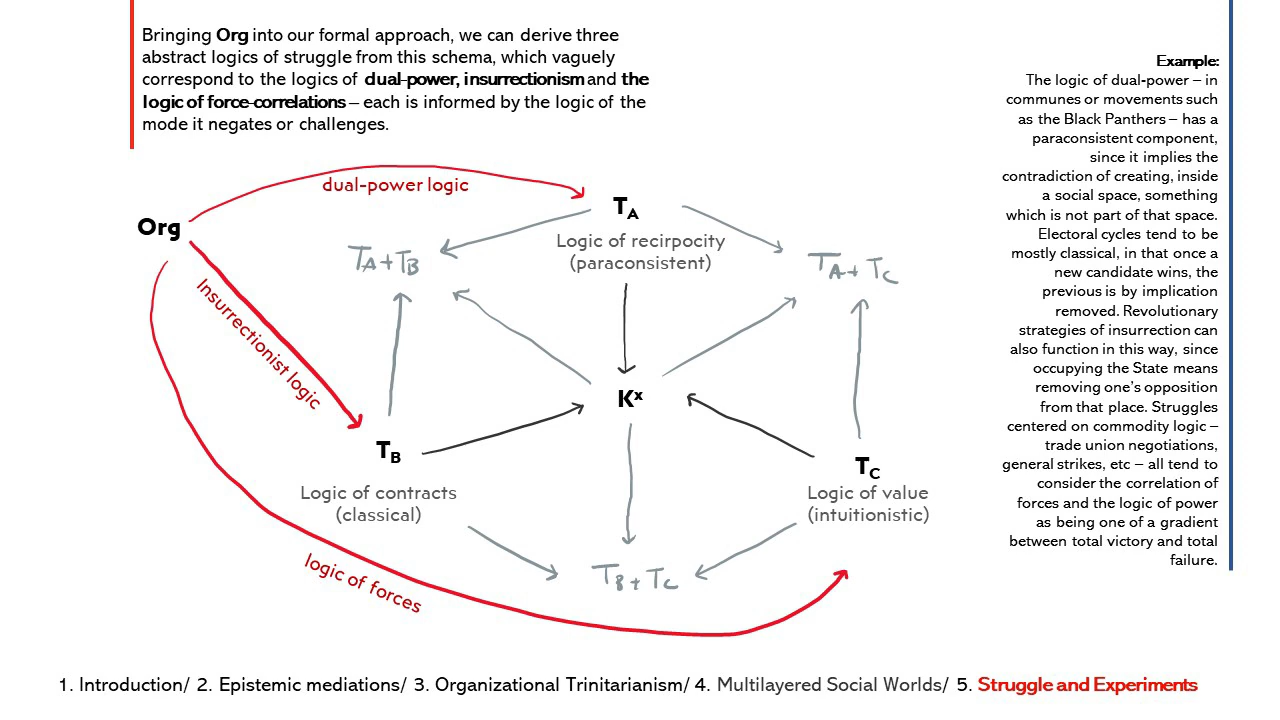 Bringing Org into our formal approach, we can derive three
abstract logics of struggle from this schema, which vaguely
correspond to the logics of dual-power, insurrectionism and the
logic of force-correlations – each is informed by the logic of the
mode it negates or challenges.
Example:
The logic of dual-power – in
communes or movements such
as the Black Panthers – has a
paraconsistent component,
since it implies the
contradiction of creating, inside
a social space, something
which is not part of that space.
Electoral cycles tend to be
mostly classical, in that once a
new candidate wins, the
previous is by implication
removed. Revolutionary
strategies of insurrection can
also function in this way, since
occupying the State means
removing one's opposition
from that place. Struggles
centered on commodity logic –
trade union negotiations,
general strikes, etc – all tend to
consider the correlation of
forces and the logic of power
as being one of a gradient
between total victory and total
failure.
dual-power logic
Org
TA
Logic of recirpocity
(paraconsistent)
TA+TB
TA+TC
Insurrectionist logic
Kx
TB
Logic of contracts
(classical)
TC
Logic of value
(intuitionistic)
TB+TC
logic of forces
1. Introduction/ 2. Epistemic mediations/ 3. Organizational Trinitarianism/ 4. Multilayered Social Worlds/ 5. Struggle and Experiments